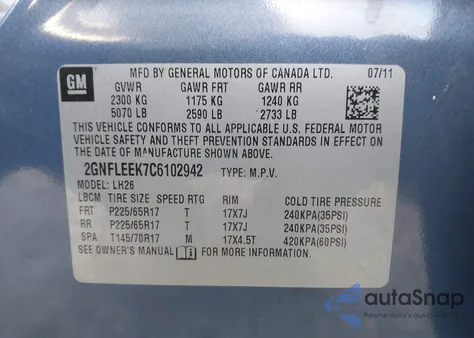 GM
MFD BY GENERAL MOTORS OF CANADA LTD. 07/11
GVWR GAWR FRT GAWR RR
2300 KG 1175 KG 1240 KG
5070 LB 2590 LB 2733 LB
THIS VEHICLE CONFORMS TO ALL APPLICABLE U.S. FEDERAL MOTOR
VEHICLE SAFETY AND THEFT PREVENTION STANDARDS IN EFFECT ON
THE DATE OF MANUFACTURE SHOWN ABOVE.
2GNFLEEK7C6102942 TYPE: M.P.V.
MODEL: LH26
LBCM TIRE SIZE SPEED RTG RIM COLD TIRE PRESSURE
FRT P225/65R17 T 17X7J 240KPA(35PSI)
RR P225/65R17 T 17X7J 240KPA(35PSI)
SPA T145/70R17 M 17X4.5T 420KPA(60PSI)
SEE OWNER'S MANUAL i FOR MORE INFORMATION.
autoSnap